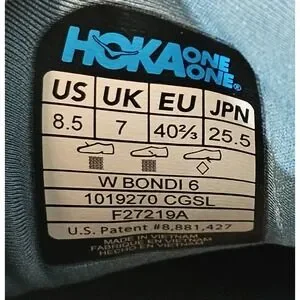 HOKA ONE ONE®
US UK EU JPN
8.5 7 40⅔ 25.5
W BONDI 6
1019270 CGSL
F27219A
U.S. Patent #8,881,427
MADE IN VIETNAM
FABRIQUÉ EN VIETNAM
HECHO EN VIETNAM